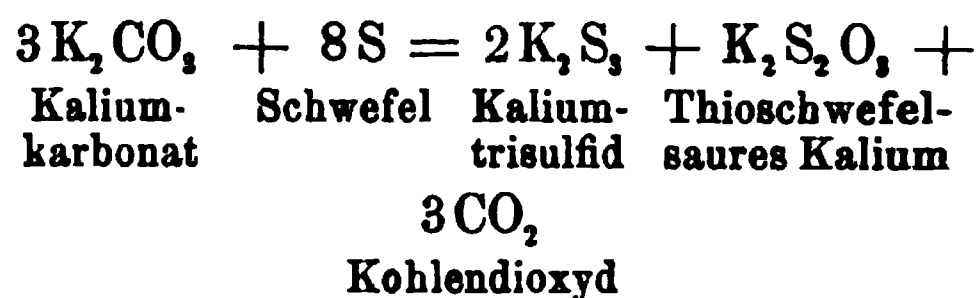 3 K₂CO₃ + 8 S = 2 K₂S₃ + K₂S₂O₃ +
Kalium- Schwefel Kalium- Thioschwefel-
karbonat trisulfid saures Kalium
3 CO₂
Kohlendioxyd